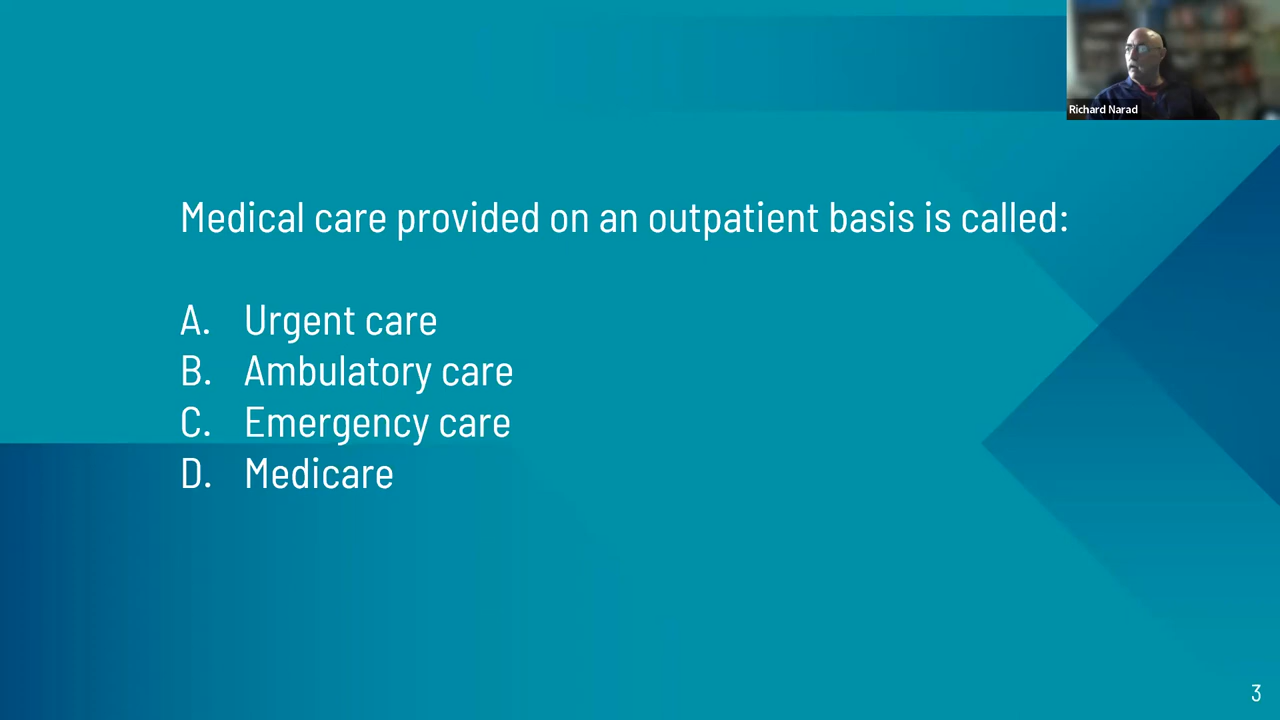 Richard Narad
Medical care provided on an outpatient basis is called:
A. Urgent care
B. Ambulatory care
C. Emergency care
D. Medicare
3